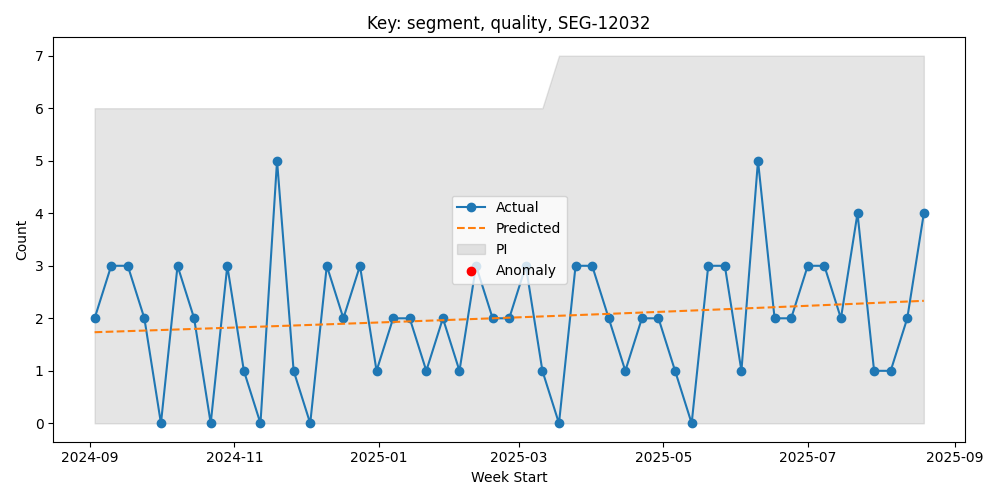 Key: segment, quality, SEG-12032
Count
7
6
5
4
3
2
1
0
Actual
Predicted
PI
Anomaly
2024-09
2024-11
2025-01
2025-03
2025-05
2025-07
2025-09
Week Start